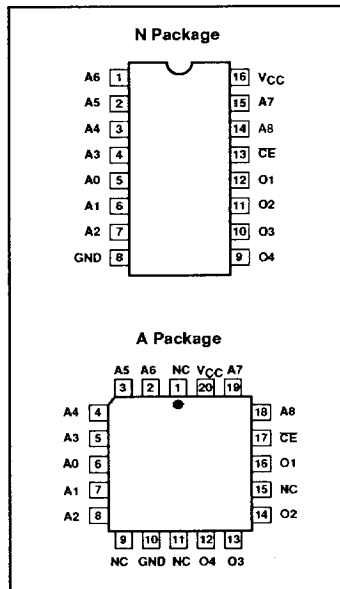 N Package
A6 1 16 VCC
A5 2 15 A7
A4 3 14 A8
A3 4 13 C̅E̅
A0 5 12 O1
A1 6 11 O2
A2 7 10 O3
GND 8 9 O4
A Package
A5 A6 NC VCC A7
3 2 1 20 19
A4 4 18 A8
A3 5 17 C̅E̅
A0 6 16 O1
A1 7 15 NC
A2 8 14 O2
9 10 11 12 13
NC GND NC O4 O3